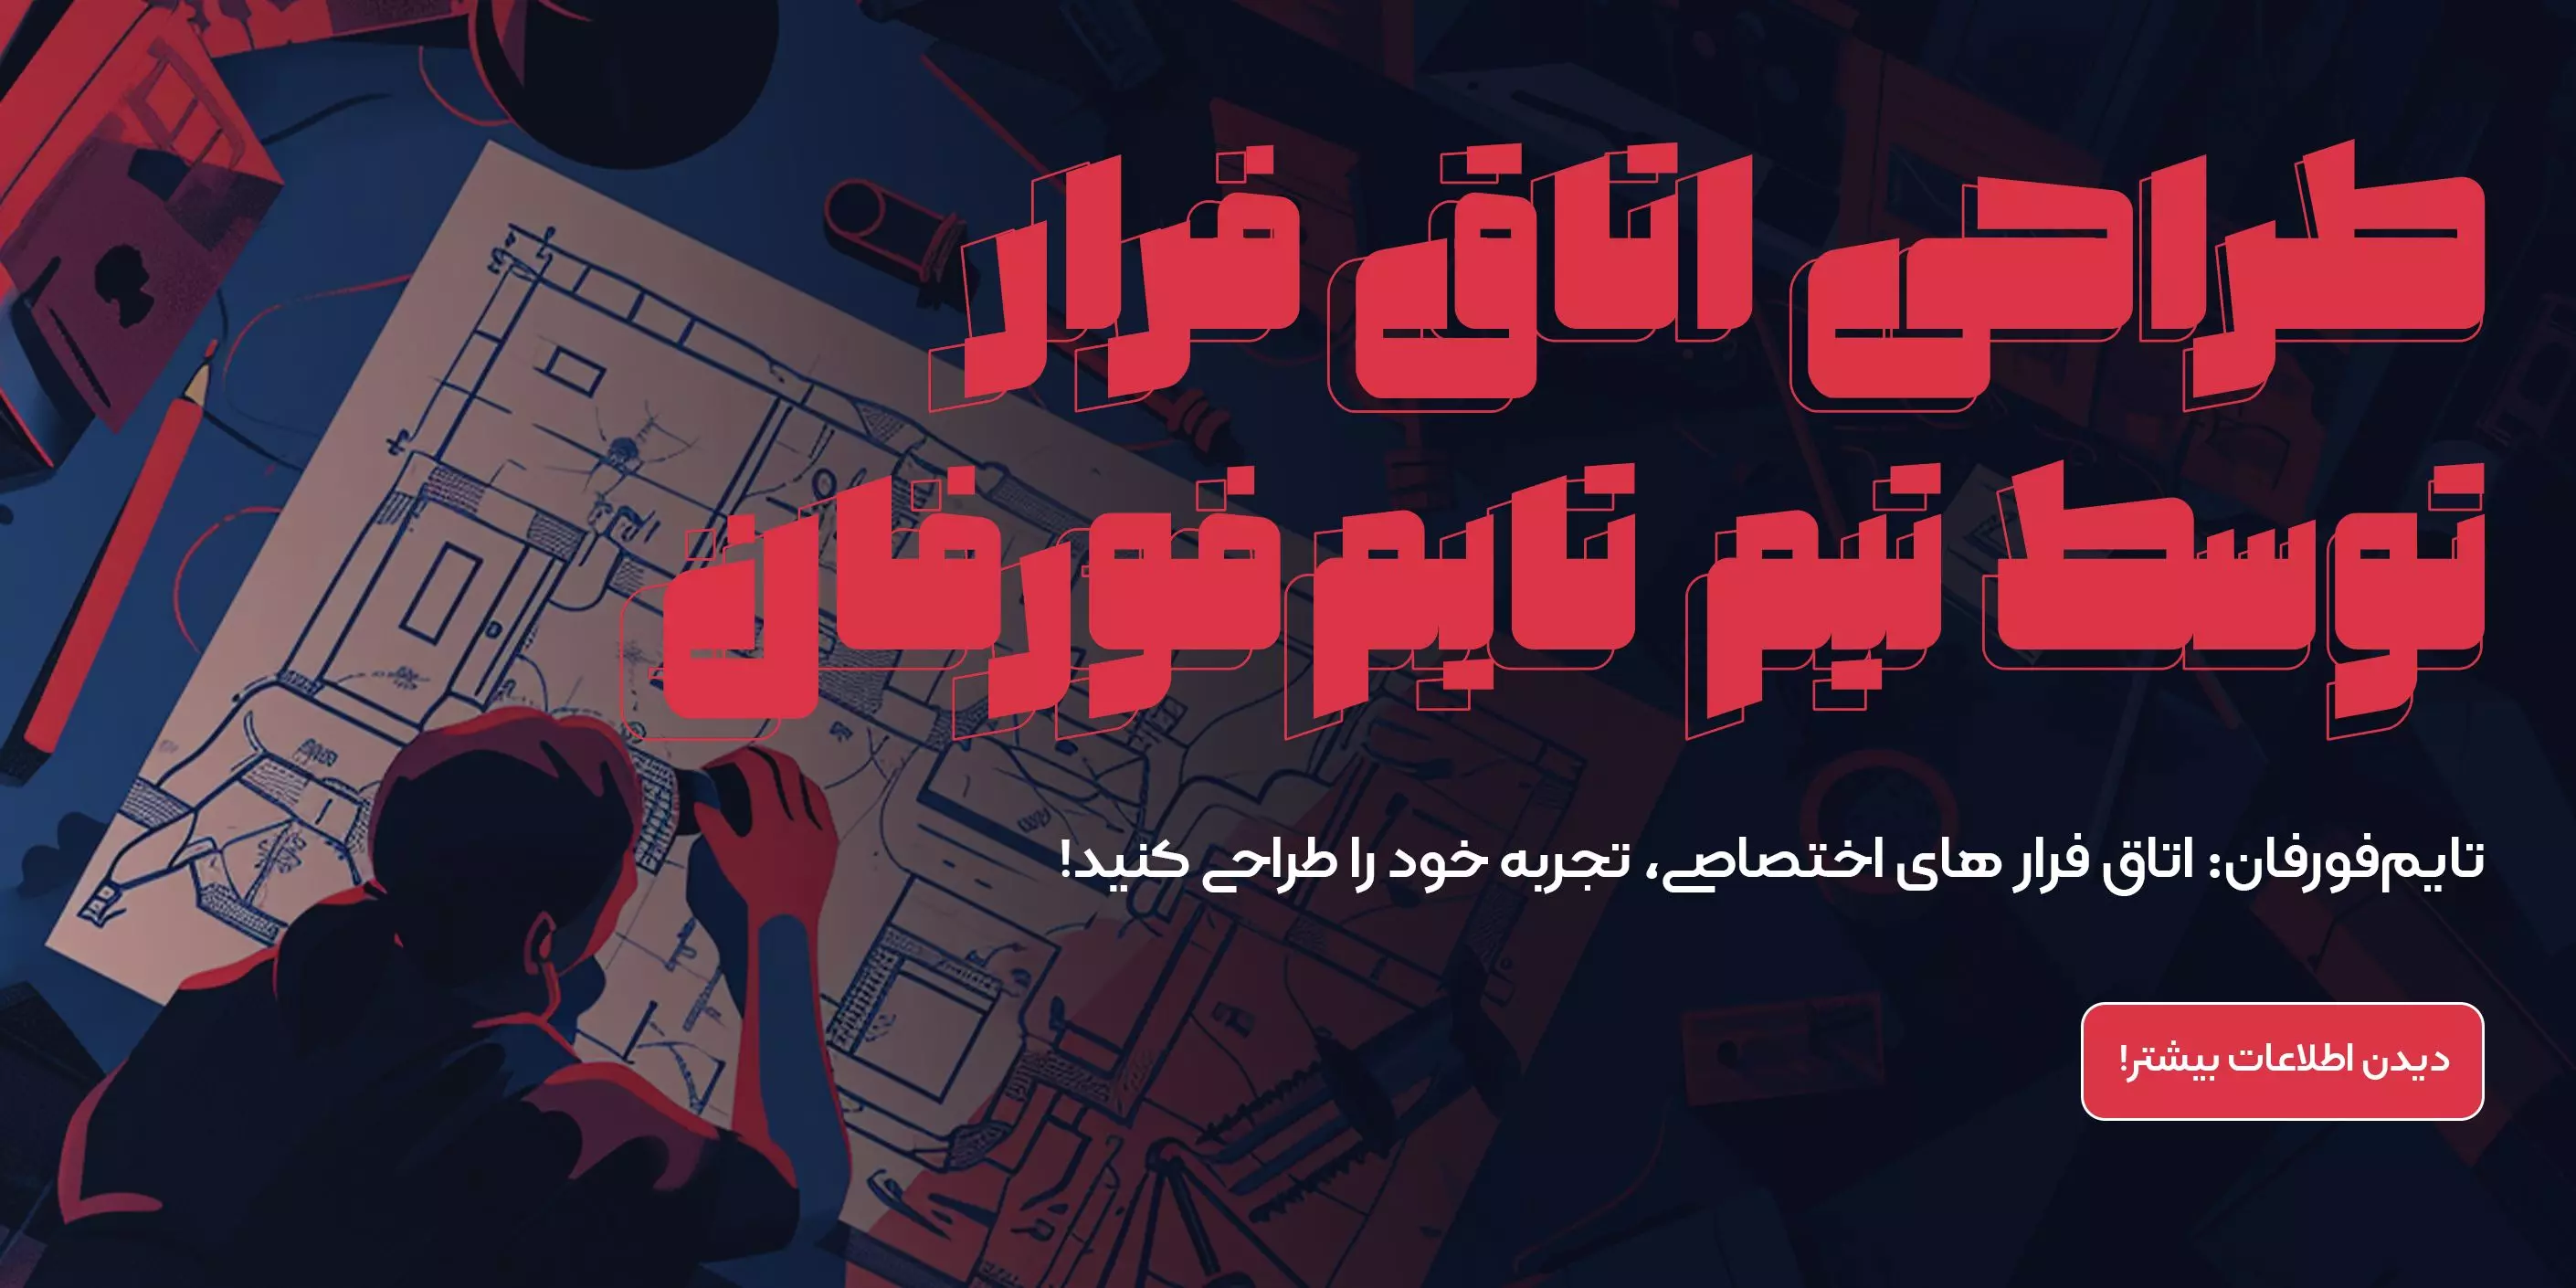 طراحی اتاق فرار
توسط تیم تایم‌فورفان
تایم‌فورفان: اتاق فرار های اختصاصی، تجربه خود را طراحی کنید!
دیدن اطلاعات بیشتر!